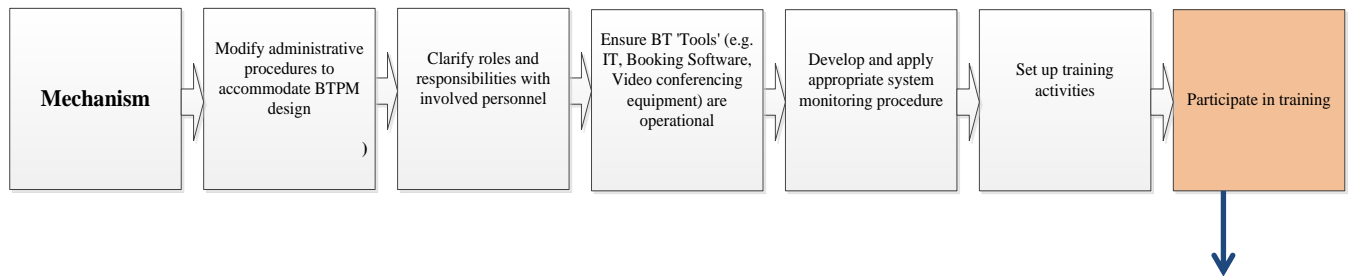 Mechanism
Modify administrative
procedures to
accommodate BTPM
design
)
Clarify roles and
responsibilities with
involved personnel
Ensure BT 'Tools' (e.g.
IT, Booking Software,
Video conferencing
equipment) are
operational
Develop and apply
appropriate system
monitoring procedure
Set up training
activities
Participate in training